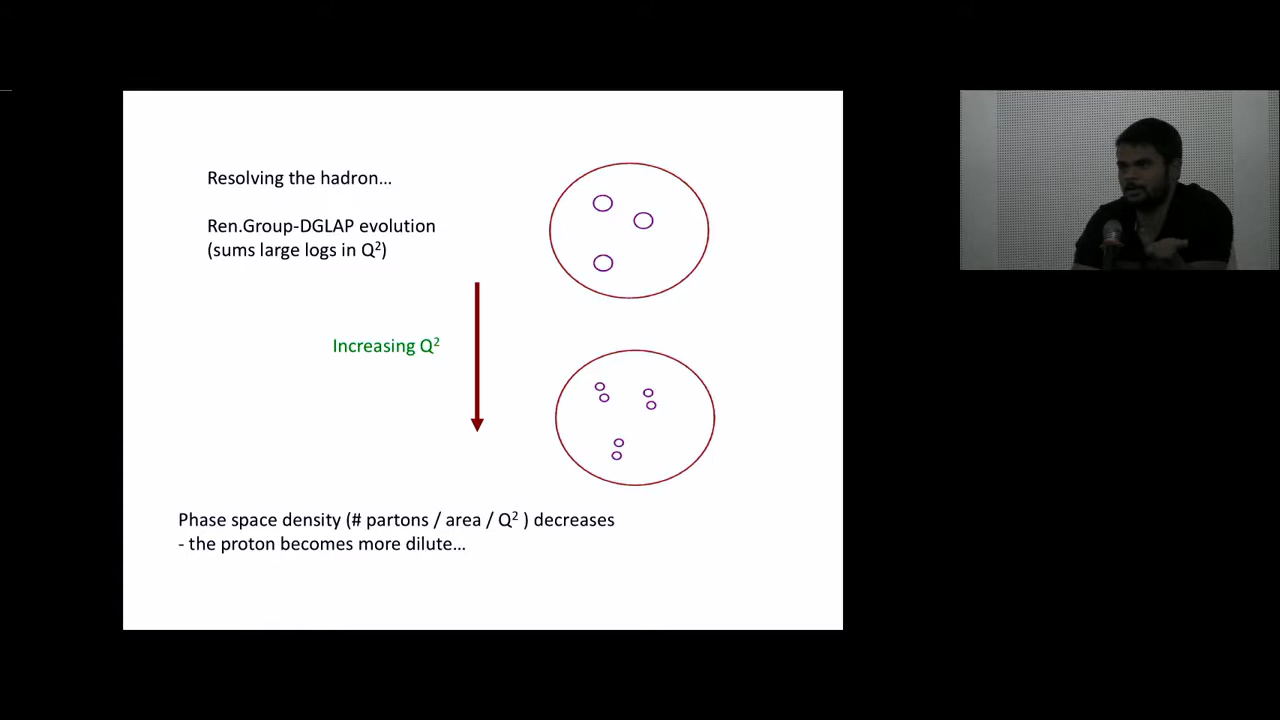 Resolving the hadron…
Ren.Group-DGLAP evolution
(sums large logs in Q²)
Increasing Q²
Phase space density (# partons / area / Q² ) decreases
- the proton becomes more dilute…